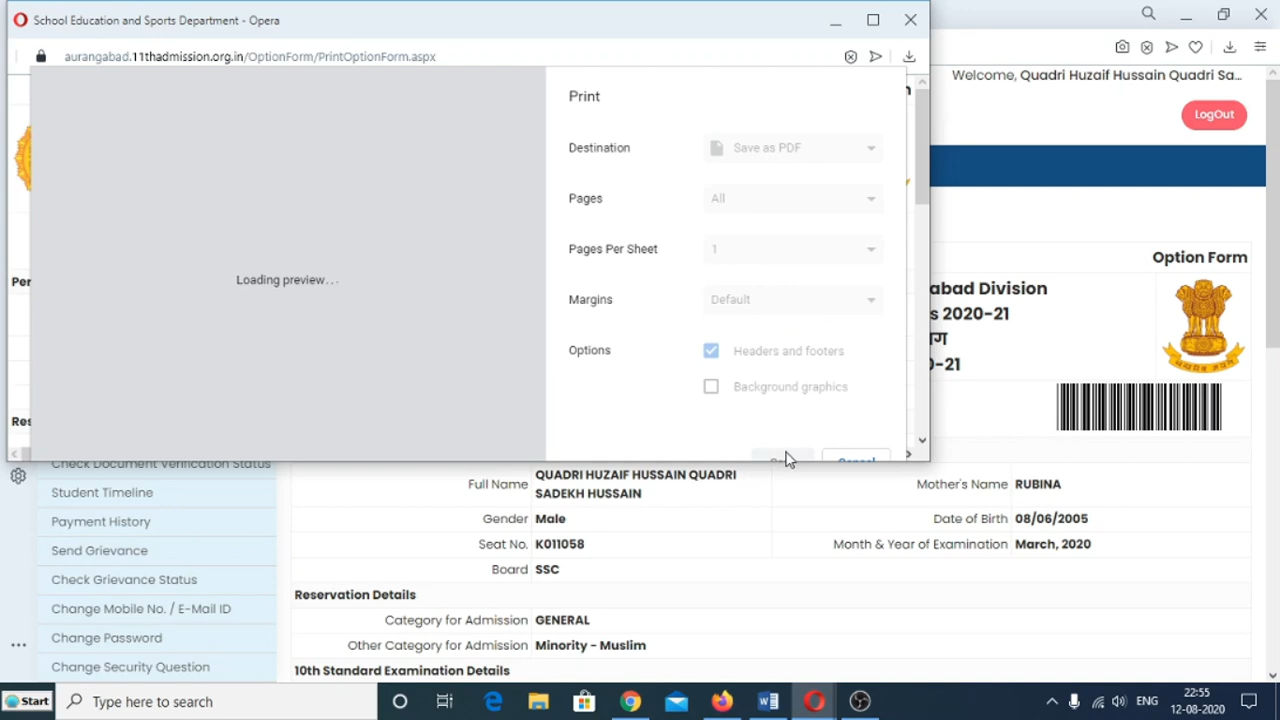 School Education and Sports Department - Opera
aurangabad.11thadmission.org.in/OptionForm/PrintOptionForm.aspx
Print
Destination Save as PDF
Pages All
Pages Per Sheet 1
Margins Default
Options Headers and footers
Background graphics
Loading preview...
Cancel
Per
Res
Welcome, Quadri Huzaif Hussain Quadri Sa...
LogOut
Option Form
abad Division
s 2020-21
ाग
0-21
Check Document Verification Status
Student Timeline
Payment History
Send Grievance
Check Grievance Status
Change Mobile No. / E-Mail ID
Change Password
Change Security Question
Full Name QUADRI HUZAIF HUSSAIN QUADRI SADEKH HUSSAIN Mother's Name RUBINA
Gender Male Date of Birth 08/06/2005
Seat No. K011058 Month & Year of Examination March, 2020
Board SSC
Reservation Details
Category for Admission GENERAL
Other Category for Admission Minority - Muslim
10th Standard Examination Details
Start Type here to search ENG 22:55
12-08-2020